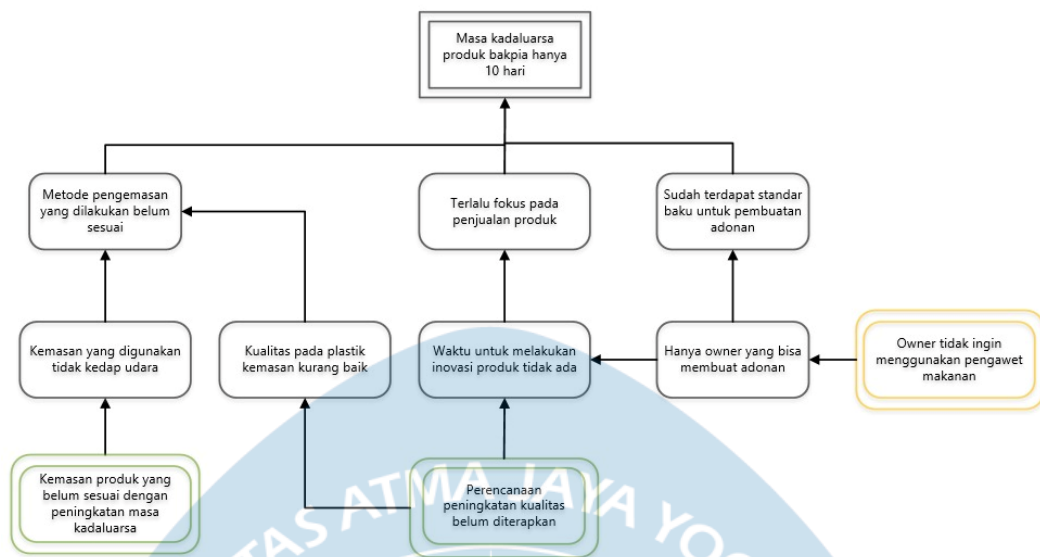 Masa kadaluarsa
produk bakpia hanya
10 hari
Metode pengemasan
yang dilakukan belum
sesuai
Terlalu fokus pada
penjualan produk
Sudah terdapat standar
baku untuk pembuatan
adonan
Kemasan yang digunakan
tidak kedap udara
Kualitas pada plastik
kemasan kurang baik
Waktu untuk melakukan
inovasi produk tidak ada
Hanya owner yang bisa
membuat adonan
Owner tidak ingin
menggunakan pengawet
makanan
Kemasan produk yang
belum sesuai dengan
peningkatan masa
kadaluarsa
Perencanaan
peningkatan kualitas
belum diterapkan
ATMA JAYA